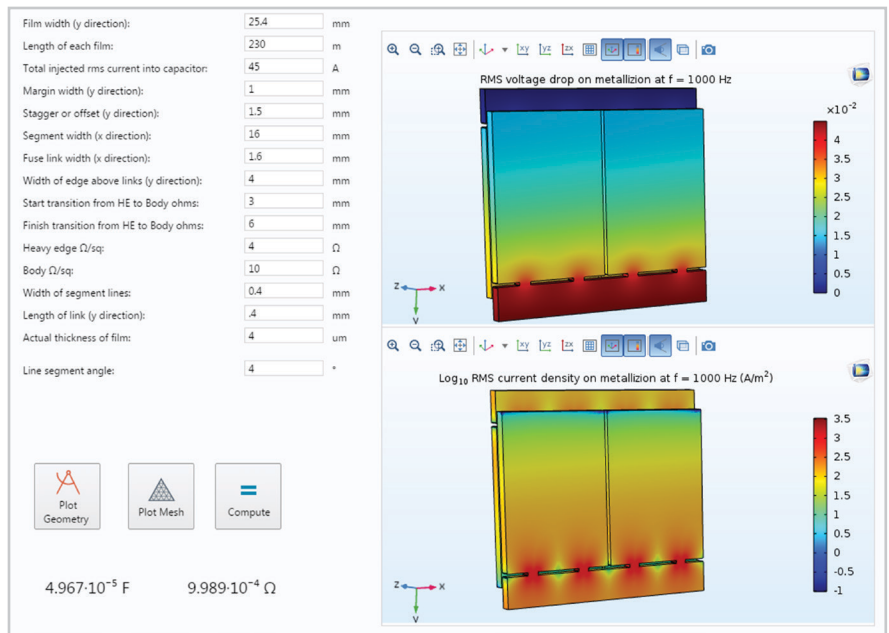 Film width (y direction): 25.4 mm
Length of each film: 230 m
Total injected rms current into capacitor: 45 A
Margin width (y direction): 1 mm
Stagger or offset (y direction): 1.5 mm
Segment width (x direction): 16 mm
Fuse link width (x direction): 1.6 mm
Width of edge above links (y direction): 4 mm
Start transition from HE to Body ohms: 3 mm
Finish transition from HE to Body ohms: 6 mm
Heavy edge Ω/sq: 4 Ω
Body Ω/sq: 10 Ω
Width of segment lines: 0.4 mm
Length of link (y direction): .4 mm
Actual thickness of film: 4 um
Line segment angle: 4 °
Plot Geometry
Plot Mesh
Compute
4.967·10⁻⁵ F 9.989·10⁻⁴ Ω
xy yz zx
RMS voltage drop on metallizion at f = 1000 Hz
×10⁻²
4
3.5
3
2.5
2
1.5
1
0.5
0
z x
y
xy yz zx
Log₁₀ RMS current density on metallizion at f = 1000 Hz (A/m²)
3.5
3
2.5
2
1.5
1
0.5
0
-0.5
-1
z x
y